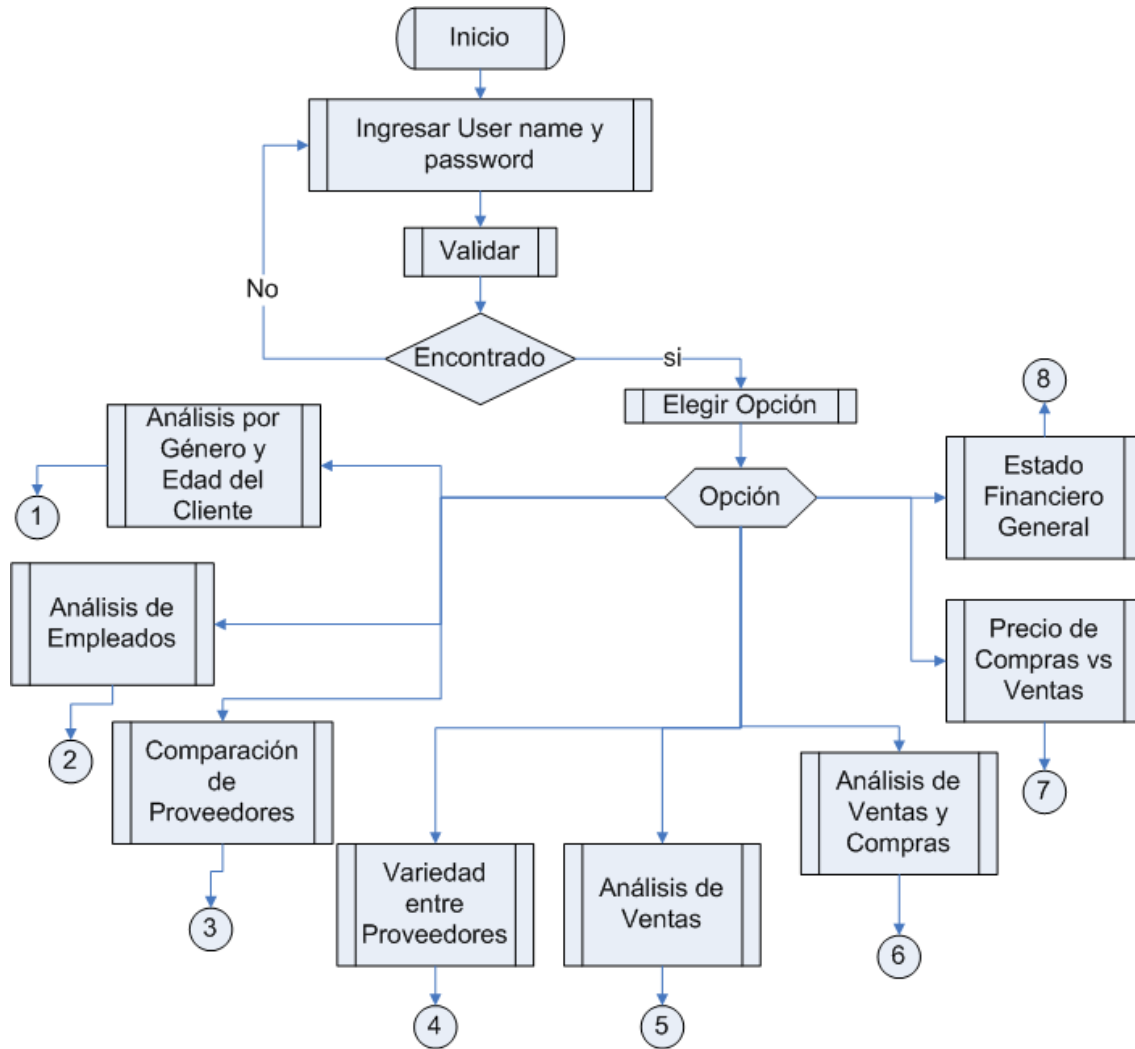 Inicio
Ingresar User name y
password
Validar
No
Encontrado
si
Elegir Opción
Opción
8
Estado
Financiero
General
Análisis por
Género y
Edad del
Cliente
1
Análisis de
Empleados
2
Precio de
Compras vs
Ventas
7
Comparación
de
Proveedores
3
Análisis de
Ventas y
Compras
6
Variedad
entre
Proveedores
4
Análisis de
Ventas
5